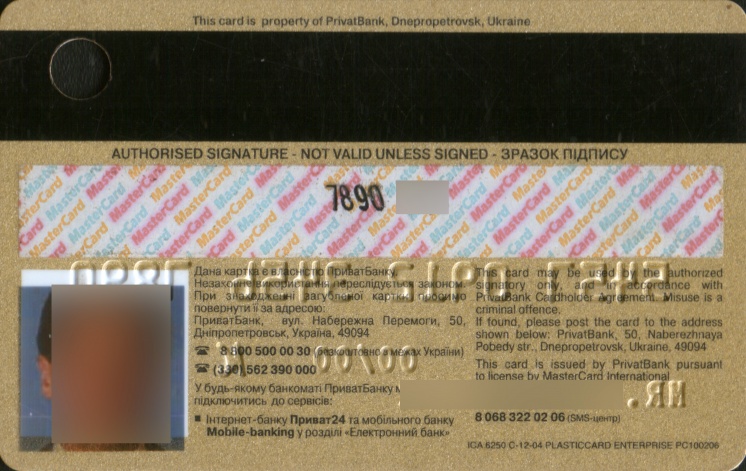 This card is property of PrivatBank, Dnepropetrovsk, Ukraine
AUTHORISED SIGNATURE - NOT VALID UNLESS SIGNED - ЗРАЗОК ПІДПИСУ
7890
Дана картка є власністю ПриватБанку.
Незаконне використання переслідується законом.
При знаходженні загубленої картки просимо
повернути її за адресою:
ПриватБанк, вул. Набережна Перемоги, 50,
Дніпропетровськ, Україна, 49094
8 800 500 00 30 (безкоштовно в межах України)
(380) 562 390 000
У будь-якому банкоматі ПриватБанку
підключитись до сервісів:
Інтернет-банку Приват24 та мобільного банку
Mobile-banking у розділі «Електронний банк»
This card may be used by the authorized
signatory only, and in accordance with
PrivatBank Cardholder Agreement. Misuse is a
criminal offence.
If found, please post the card to the address
shown below: PrivatBank, 50, Naberezhnaya
Pobedy str., Dnepropetrovsk, Ukraine, 49094
This card is issued by PrivatBank pursuant
to license by MasterCard International
MR.
8 068 322 02 06 (SMS-центр)
ICA 6250 C-12-04 PLASTICCARD ENTERPRISE PC100206